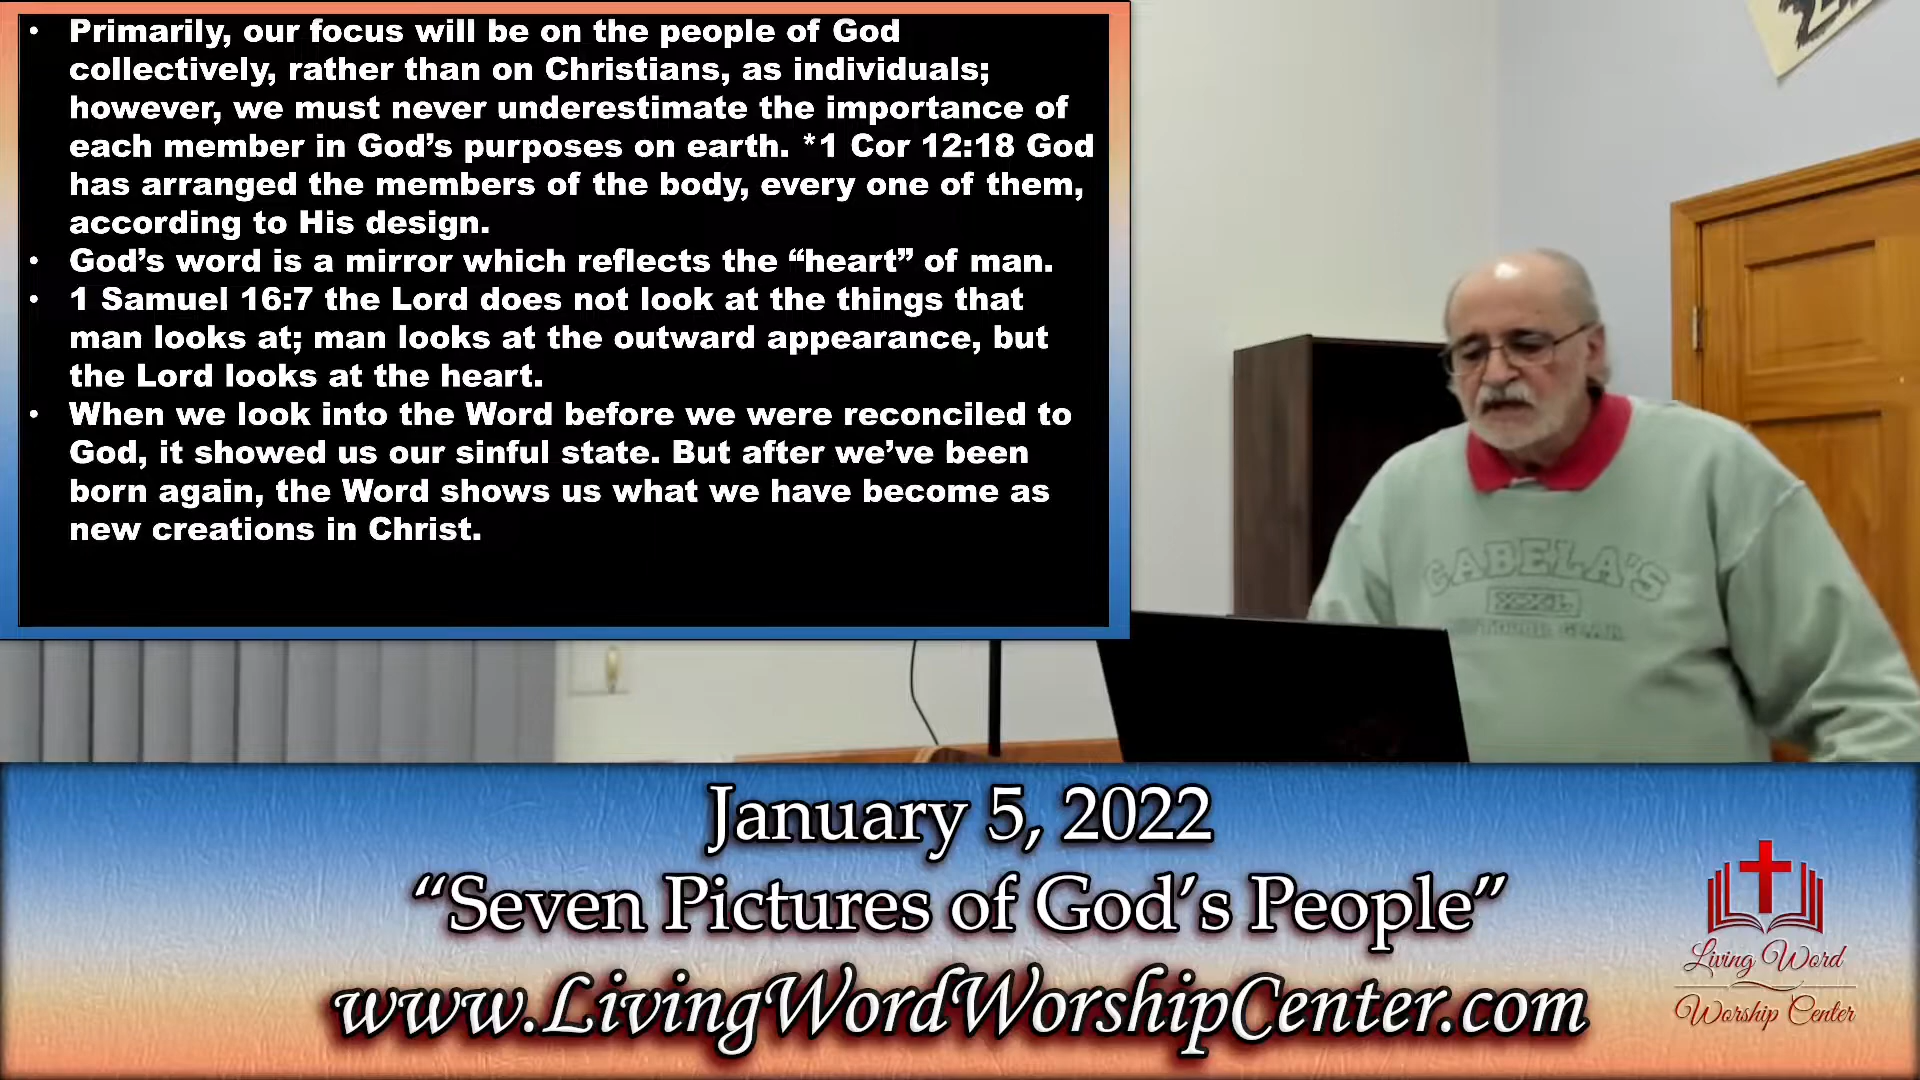 • Primarily, our focus will be on the people of God
collectively, rather than on Christians, as individuals;
however, we must never underestimate the importance of
each member in God’s purposes on earth. *1 Cor 12:18 God
has arranged the members of the body, every one of them,
according to His design.
• God’s word is a mirror which reflects the “heart” of man.
• 1 Samuel 16:7 the Lord does not look at the things that
man looks at; man looks at the outward appearance, but
the Lord looks at the heart.
• When we look into the Word before we were reconciled to
God, it showed us our sinful state. But after we’ve been
born again, the Word shows us what we have become as
new creations in Christ.
CABELA'S
XXL
OUTDOOR GEAR
January 5, 2022
“Seven Pictures of God’s People”
www.LivingWordWorshipCenter.com
Living Word
Worship Center